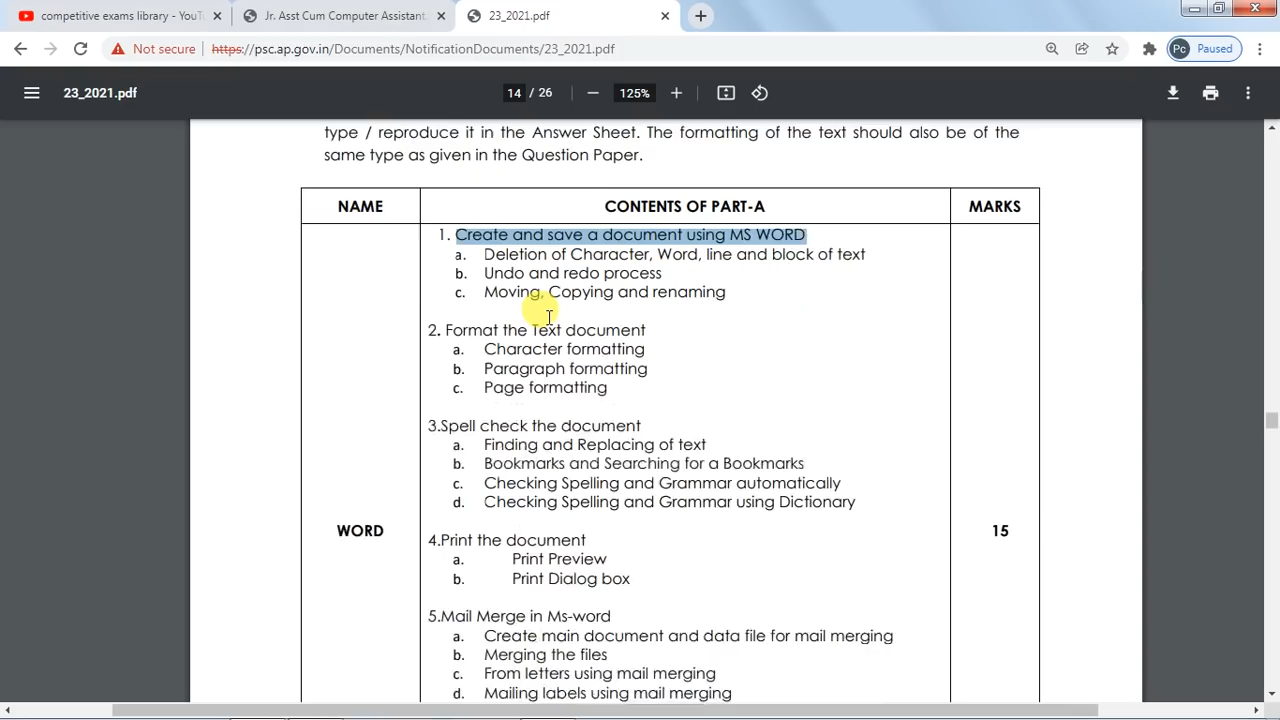 competitive exams library - YouTu
Jr. Asst Cum Computer Assistant.
23_2021.pdf
Not secure
https://psc.ap.gov.in/Documents/NotificationDocuments/23_2021.pdf
Pc Paused
23_2021.pdf
14 / 26
125%
type / reproduce it in the Answer Sheet. The formatting of the text should also be of the
same type as given in the Question Paper.
NAME CONTENTS OF PART-A MARKS
1. Create and save a document using MS WORD
a. Deletion of Character, Word, line and block of text
b. Undo and redo process
c. Moving, Copying and renaming
2. Format the Text document
a. Character formatting
b. Paragraph formatting
c. Page formatting
3.Spell check the document
a. Finding and Replacing of text
b. Bookmarks and Searching for a Bookmarks
c. Checking Spelling and Grammar automatically
d. Checking Spelling and Grammar using Dictionary
WORD
15
4.Print the document
a. Print Preview
b. Print Dialog box
5.Mail Merge in Ms-word
a. Create main document and data file for mail merging
b. Merging the files
c. From letters using mail merging
d. Mailing labels using mail merging